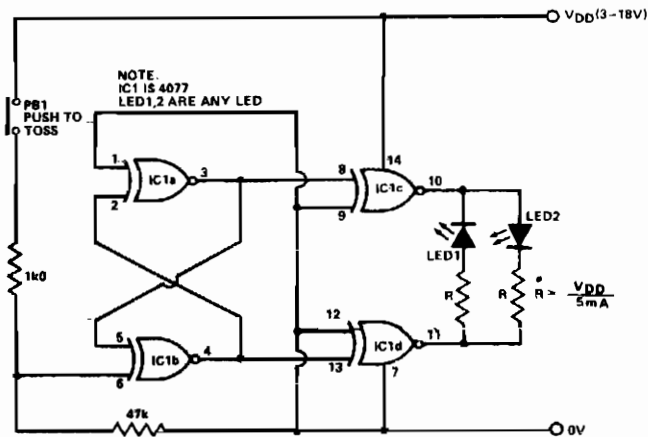 VDD (3–18V)
NOTE.
IC1 IS 4077
LED1,2 ARE ANY LED
PB1
PUSH TO
TOSS
1
2
3
IC1a
8
9
14
10
IC1c
LED1
LED2
1k0
R
R
R =
VDD
5mA
5
6
4
IC1b
12
13
11
IC1d
7
47k
0V